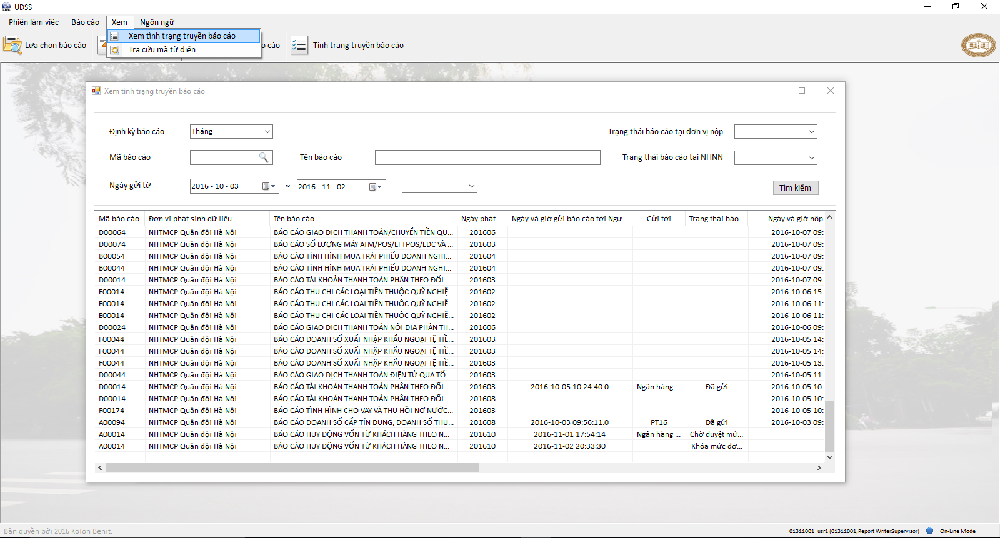 UDSS
Phiên làm việc Báo cáo Xem Ngôn ngữ
Xem tình trạng truyền báo cáo
Tra cứu mã từ điển
Lựa chọn báo cáo o cáo Tình trạng truyền báo cáo
Xem tình trạng truyền báo cáo
Định kỳ báo cáo Tháng Trạng thái báo cáo tại đơn vị nộp
Mã báo cáo Tên báo cáo Trạng thái báo cáo tại NHNN
Ngày gửi từ 2016 - 10 - 03 ~ 2016 - 11 - 02 Tìm kiếm
Mã báo cáo Đơn vị phát sinh dữ liệu Tên báo cáo Ngày phát ... Ngày và giờ gửi báo cáo tới Ngư... Gửi tới Trạng thái báo... Ngày và giờ nộp
D00064 NHTMCP Quân đội Hà Nội BÁO CÁO GIAO DỊCH THANH TOÁN/CHUYỂN TIỀN QU... 201606 2016-10-07 09:
D00074 NHTMCP Quân đội Hà Nội BÁO CÁO SỐ LƯỢNG MÁY ATM/POS/EFTPOS/EDC VÀ ... 201603 2016-10-07 09:
B00054 NHTMCP Quân đội Hà Nội BÁO CÁO TÌNH HÌNH MUA TRÁI PHIẾU DOANH NGHI... 201604 2016-10-07 09:
B00044 NHTMCP Quân đội Hà Nội BÁO CÁO TÌNH HÌNH MUA TRÁI PHIẾU DOANH NGHI... 201604 2016-10-07 09:
D00014 NHTMCP Quân đội Hà Nội BÁO CÁO TÀI KHOẢN THANH TOÁN PHÂN THEO ĐỐI ... 201603 2016-10-07 09:
E00014 NHTMCP Quân đội Hà Nội BÁO CÁO THU CHI CÁC LOẠI TIỀN THUỘC QUỸ NGHIỆ... 201602 2016-10-06 15:
E00014 NHTMCP Quân đội Hà Nội BÁO CÁO THU CHI CÁC LOẠI TIỀN THUỘC QUỸ NGHIỆ... 201602 2016-10-06 11:
E00014 NHTMCP Quân đội Hà Nội BÁO CÁO THU CHI CÁC LOẠI TIỀN THUỘC QUỸ NGHIỆ... 201602 2016-10-06 11:
D00024 NHTMCP Quân đội Hà Nội BÁO CÁO GIAO DỊCH THANH TOÁN NỘI ĐỊA PHÂN TH... 201606 2016-10-06 09:
F00044 NHTMCP Quân đội Hà Nội BÁO CÁO DOANH SỐ XUẤT NHẬP KHẨU NGOẠI TỆ TIỀ... 201603 2016-10-05 14:
F00044 NHTMCP Quân đội Hà Nội BÁO CÁO DOANH SỐ XUẤT NHẬP KHẨU NGOẠI TỆ TIỀ... 201603 2016-10-05 14:
F00044 NHTMCP Quân đội Hà Nội BÁO CÁO DOANH SỐ XUẤT NHẬP KHẨU NGOẠI TỆ TIỀ... 201603 2016-10-05 13:
D00044 NHTMCP Quân đội Hà Nội BÁO CÁO GIAO DỊCH THANH TOÁN ĐIỆN TỬ QUA TỔ ... 201603 2016-10-05 11:
D00014 NHTMCP Quân đội Hà Nội BÁO CÁO TÀI KHOẢN THANH TOÁN PHÂN THEO ĐỐI ... 201603 2016-10-05 10:24:40.0 Ngân hàng ... Đã gửi 2016-10-05 10:
D00014 NHTMCP Quân đội Hà Nội BÁO CÁO TÀI KHOẢN THANH TOÁN PHÂN THEO ĐỐI ... 201608 2016-10-05 10:
F00174 NHTMCP Quân đội Hà Nội BÁO CÁO TÌNH HÌNH CHO VAY VÀ THU HỒI NỢ NƯỚC... 201603 2016-10-05 10:
A00094 NHTMCP Quân đội Hà Nội BÁO CÁO DOANH SỐ CẤP TÍN DỤNG, DOANH SỐ THU... 201608 2016-10-03 09:56:11.0 PT16 Đã gửi 2016-10-03 09:
A00014 NHTMCP Quân đội Hà Nội BÁO CÁO HUY ĐỘNG VỐN TỪ KHÁCH HÀNG THEO N... 201610 2016-11-01 17:54:14 Ngân hàng ... Chờ duyệt mứ...
A00014 NHTMCP Quân đội Hà Nội BÁO CÁO HUY ĐỘNG VỐN TỪ KHÁCH HÀNG THEO N... 201610 2016-11-02 20:33:30 Khóa mức đơ...
Bản quyền bởi 2016 Kolon Benit. 01311001_usr1 (01311001,Report WriterSupervisor) On-Line Mode